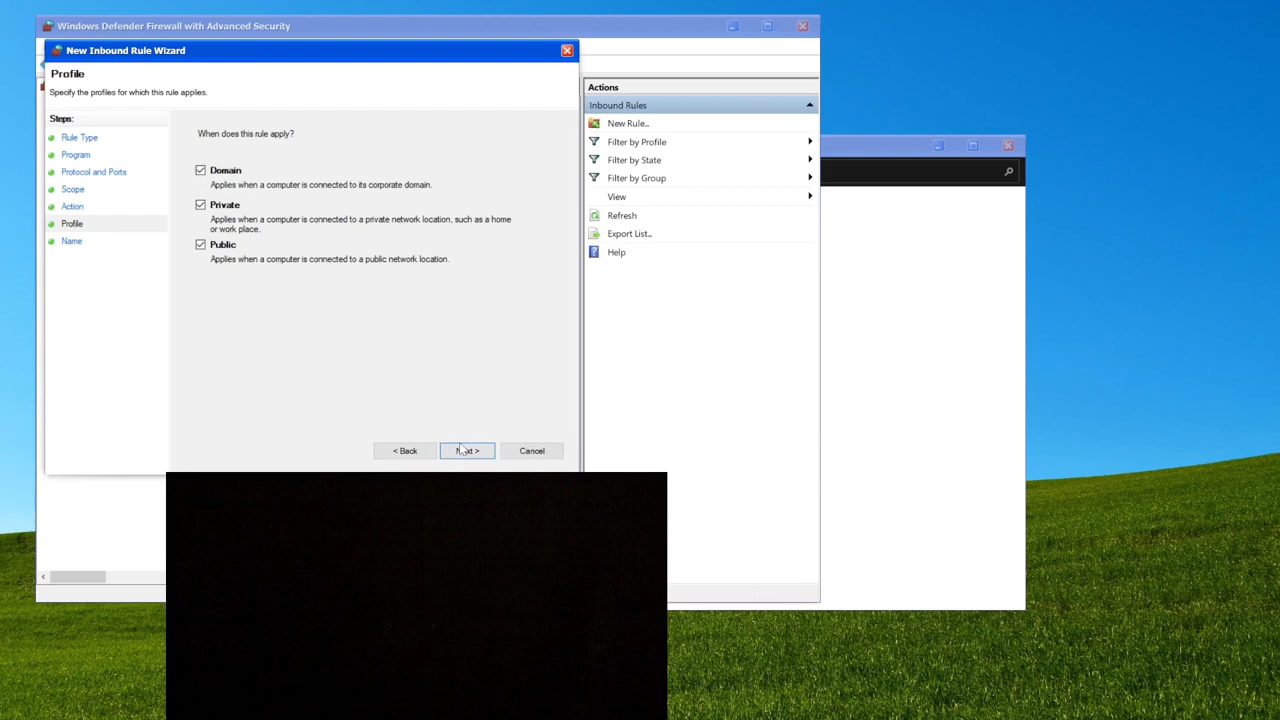 Windows Defender Firewall with Advanced Security
New Inbound Rule Wizard
Profile
Specify the profiles for which this rule applies.
Steps:
Rule Type
Program
Protocol and Ports
Scope
Action
Profile
Name
When does this rule apply?
Domain
Applies when a computer is connected to its corporate domain.
Private
Applies when a computer is connected to a private network location, such as a home
or work place.
Public
Applies when a computer is connected to a public network location.
< Back
Next >
Cancel
Actions
Inbound Rules
New Rule...
Filter by Profile
Filter by State
Filter by Group
View
Refresh
Export List...
Help